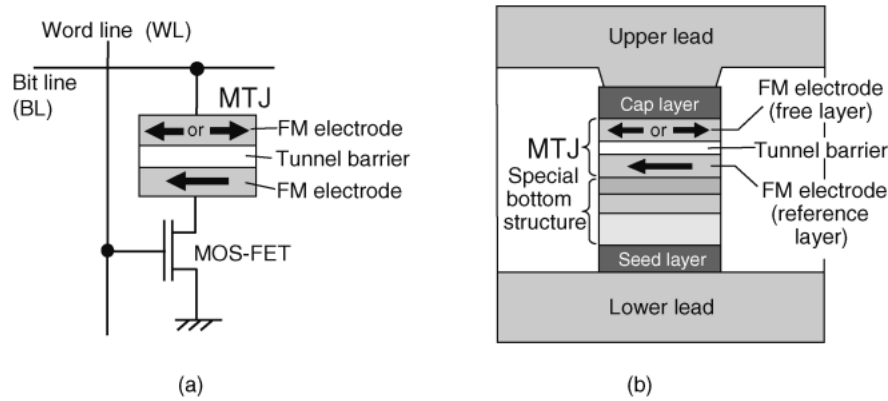 (a)
Word line (WL)
Bit line
(BL)
MTJ
or
FM electrode
Tunnel barrier
FM electrode
MOS-FET
(b)
Upper lead
Cap layer
or
FM electrode
(free layer)
MTJ
Tunnel barrier
Special
bottom
structure
FM electrode
(reference
layer)
Seed layer
Lower lead
(a)
(b)